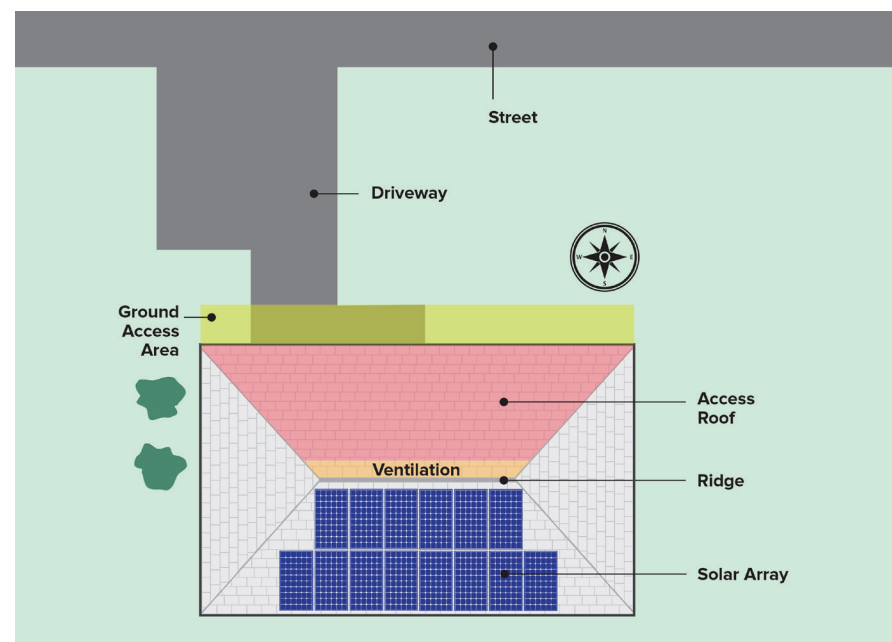 Street
Driveway
N
W
E
S
Ground
Access
Area
Access
Roof
Ventilation
Ridge
Solar Array